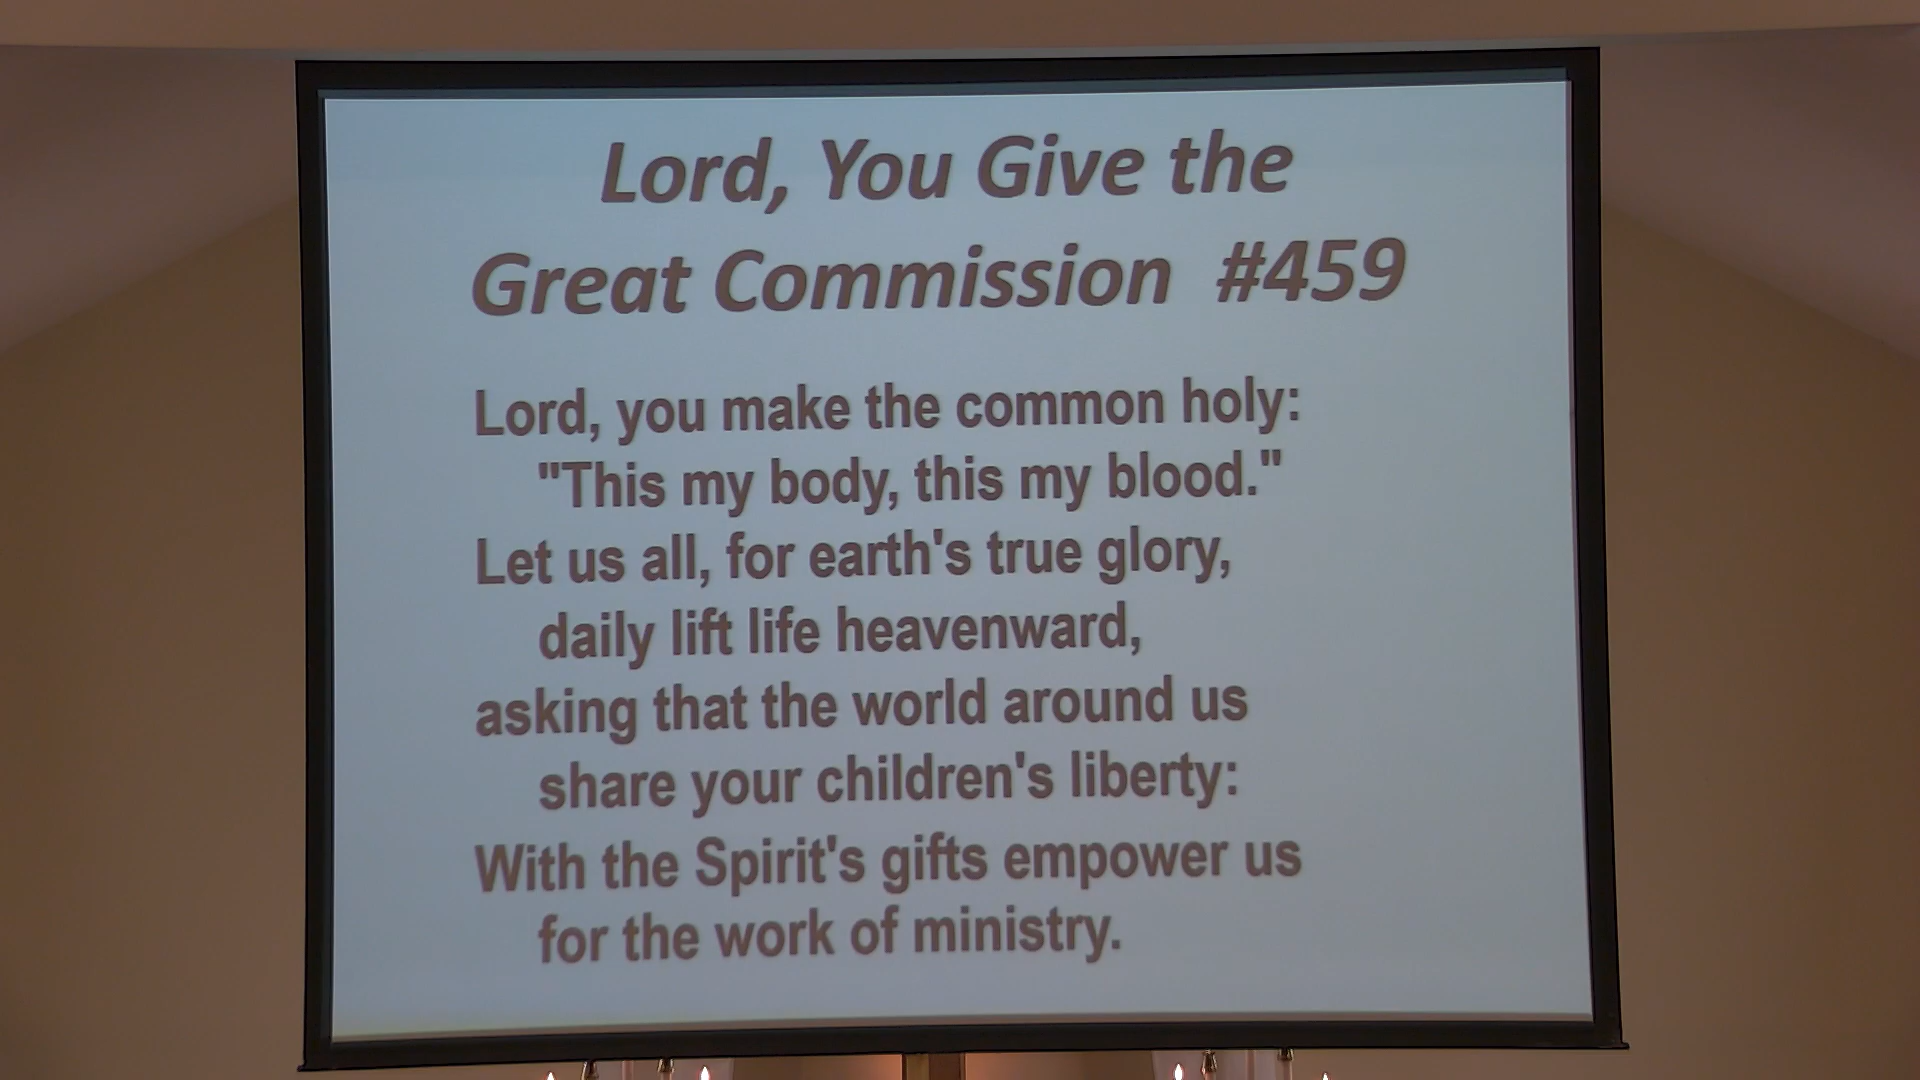 Lord, You Give the
Great Commission #459
Lord, you make the common holy:
"This my body, this my blood."
Let us all, for earth's true glory,
daily lift life heavenward,
asking that the world around us
share your children's liberty:
With the Spirit's gifts empower us
for the work of ministry.